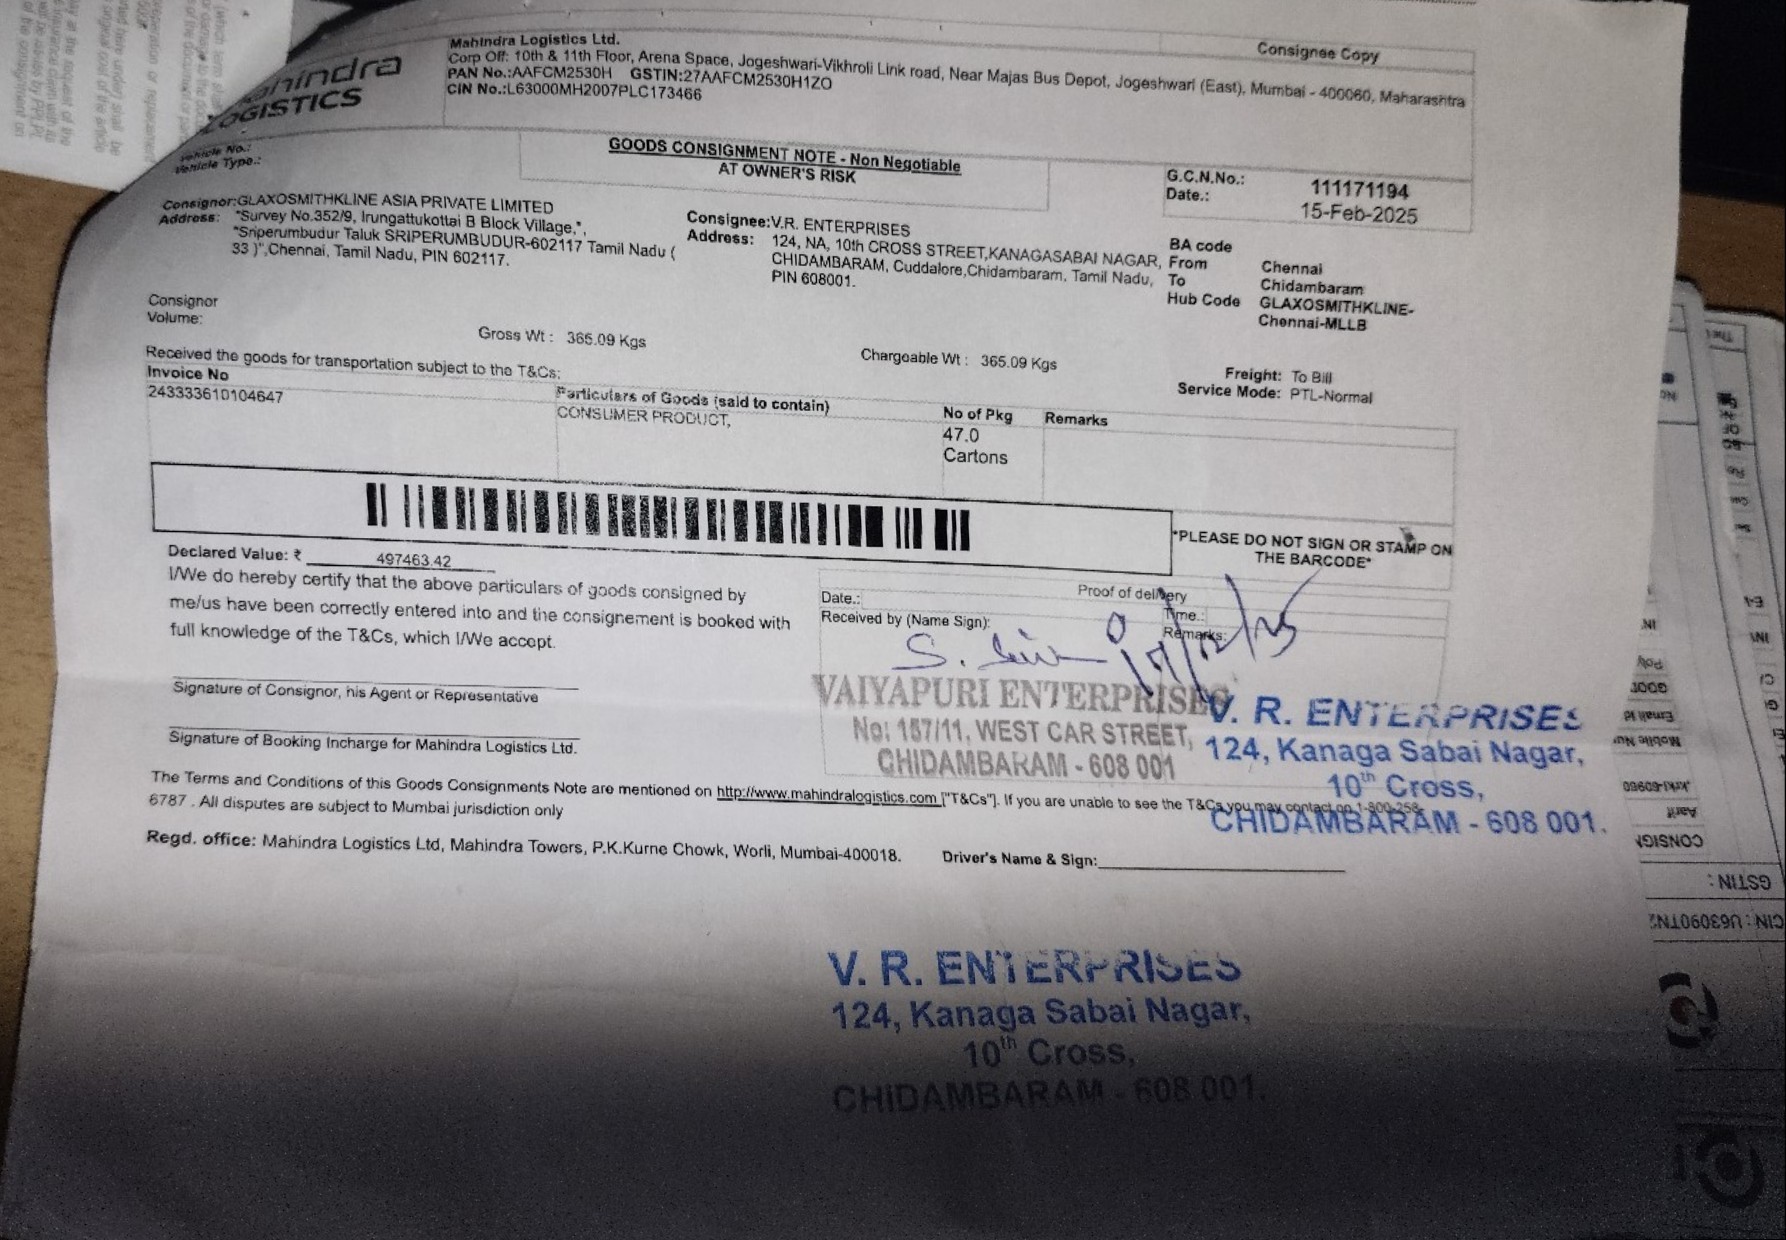 Mahindra Logistics Ltd.
Consignee Copy
Corp Off: 10th & 11th Floor, Arena Space, Jogeshwari-Vikhroli Link road, Near Majas Bus Depot, Jogeshwari (East), Mumbai - 400060, Maharashtra
PAN No.:AAFCM2530H GSTIN:27AAFCM2530H1ZO
CIN No.:L63000MH2007PLC173466
LOGISTICS
Vehicle No.:
Vehicle Type.:
GOODS CONSIGNMENT NOTE - Non Negotiable
AT OWNER'S RISK
G.C.N.No.: 111171194
Date.: 15-Feb-2025
Consignor:GLAXOSMITHKLINE ASIA PRIVATE LIMITED
Address: "Survey No.352/9, Irungattukottai B Block Village,",
"Sriperumbudur Taluk SRIPERUMBUDUR-602117 Tamil Nadu (
33 )",Chennai, Tamil Nadu, PIN 602117.
Consignee:V.R. ENTERPRISES
Address: 124, NA, 10th CROSS STREET,KANAGASABAI NAGAR,
CHIDAMBARAM, Cuddalore,Chidambaram, Tamil Nadu,
PIN 608001.
BA code
From Chennai
To Chidambaram
Hub Code GLAXOSMITHKLINE-
Chennai-MLLB
Consignor
Volume:
Gross Wt : 365.09 Kgs
Chargeable Wt : 365.09 Kgs
Freight: To Bill
Service Mode: PTL-Normal
Received the goods for transportation subject to the T&Cs:
Invoice No
Particulars of Goods (said to contain)
No of Pkg
Remarks
243333610104647
CONSUMER PRODUCT,
47.0
Cartons
*PLEASE DO NOT SIGN OR STAMP ON
THE BARCODE*
Declared Value: ₹ 497463.42
I/We do hereby certify that the above particulars of goods consigned by
me/us have been correctly entered into and the consignement is booked with
full knowledge of the T&Cs, which I/We accept.
Proof of delivery
Date.:
Time.:
Received by (Name Sign):
Remarks:
S.
VAIYAPURI ENTERPRISES
No: 157/11, WEST CAR STREET,
CHIDAMBARAM - 608 001
V. R. ENTERPRISES
124, Kanaga Sabai Nagar,
10th Cross,
CHIDAMBARAM - 608 001.
Signature of Consignor, his Agent or Representative
Signature of Booking Incharge for Mahindra Logistics Ltd.
The Terms and Conditions of this Goods Consignments Note are mentioned on http://www.mahindralogistics.com ["T&Cs"]. If you are unable to see the T&Cs you may contact on 1-800-258-
6787 . All disputes are subject to Mumbai jurisdiction only
Regd. office: Mahindra Logistics Ltd, Mahindra Towers, P.K.Kurne Chowk, Worli, Mumbai-400018.
Driver's Name & Sign:
V. R. ENTERPRISES
124, Kanaga Sabai Nagar,
10th Cross,
CHIDAMBARAM - 608 001.
GSTIN :